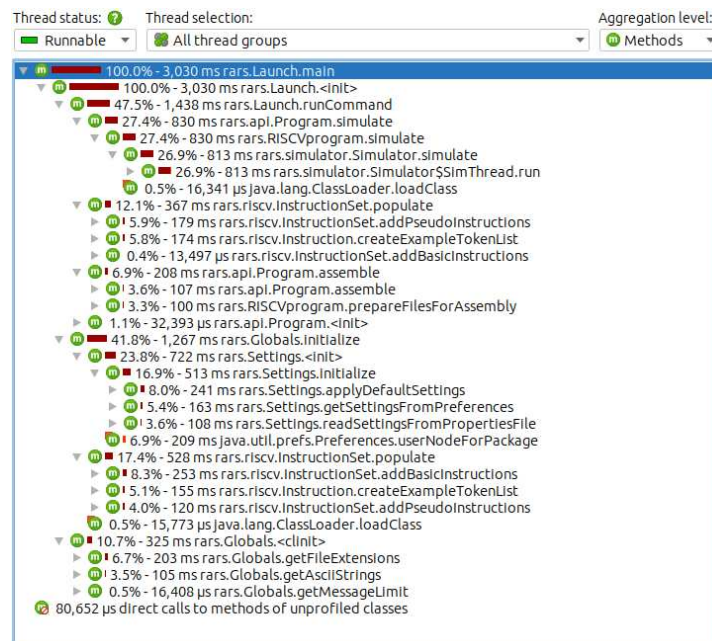 Thread status: Thread selection: Aggregation level:
Runnable All thread groups Methods
100.0% - 3,030 ms rars.Launch.main
100.0% - 3,030 ms rars.Launch.<init>
47.5% - 1,438 ms rars.Launch.runCommand
27.4% - 830 ms rars.api.Program.simulate
27.4% - 830 ms rars.RISCVprogram.simulate
26.9% - 813 ms rars.simulator.Simulator.simulate
26.9% - 813 ms rars.simulator.Simulator$SimThread.run
0.5% - 16,341 µs java.lang.ClassLoader.loadClass
12.1% - 367 ms rars.riscv.InstructionSet.populate
5.9% - 179 ms rars.riscv.InstructionSet.addPseudoInstructions
5.8% - 174 ms rars.riscv.Instruction.createExampleTokenList
0.4% - 13,497 µs rars.riscv.InstructionSet.addBasicInstructions
6.9% - 208 ms rars.api.Program.assemble
3.6% - 107 ms rars.api.Program.assemble
3.3% - 100 ms rars.RISCVprogram.prepareFilesForAssembly
1.1% - 32,393 µs rars.api.Program.<init>
41.8% - 1,267 ms rars.Globals.initialize
23.8% - 722 ms rars.Settings.<init>
16.9% - 513 ms rars.Settings.initialize
8.0% - 241 ms rars.Settings.applyDefaultSettings
5.4% - 163 ms rars.Settings.getSettingsFromPreferences
3.6% - 108 ms rars.Settings.readSettingsFromPropertiesFile
6.9% - 209 ms java.util.prefs.Preferences.userNodeForPackage
17.4% - 528 ms rars.riscv.InstructionSet.populate
8.3% - 253 ms rars.riscv.InstructionSet.addBasicInstructions
5.1% - 155 ms rars.riscv.Instruction.createExampleTokenList
4.0% - 120 ms rars.riscv.InstructionSet.addPseudoInstructions
0.5% - 15,773 µs java.lang.ClassLoader.loadClass
10.7% - 325 ms rars.Globals.<clinit>
6.7% - 203 ms rars.Globals.getFileExtensions
3.5% - 105 ms rars.Globals.getAsciiStrings
0.5% - 16,408 µs rars.Globals.getMessageLimit
80,652 µs direct calls to methods of unprofiled classes